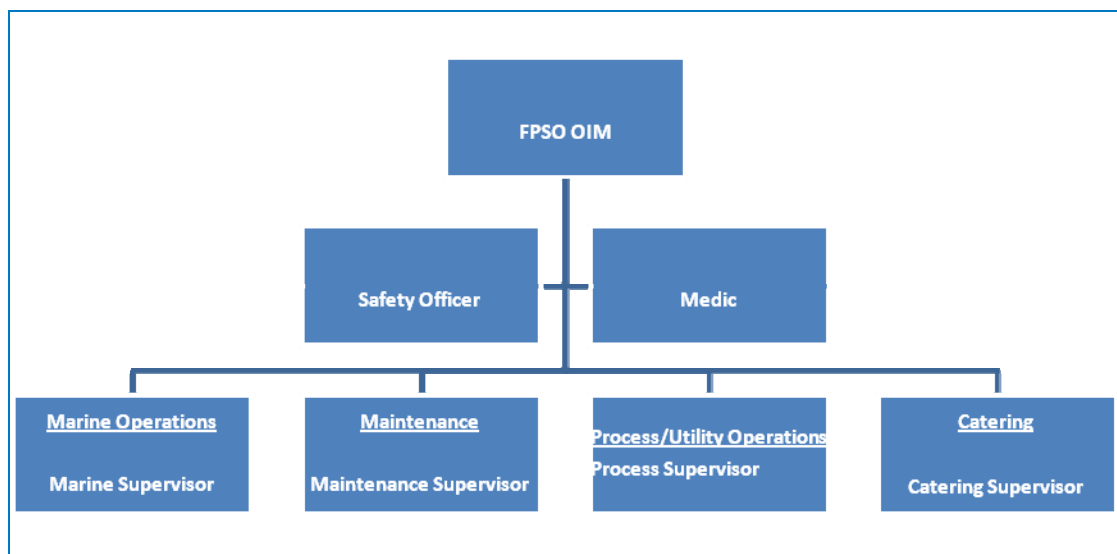 FPSO OIM
Safety Officer
Medic
Marine Operations
Marine Supervisor
Maintenance
Maintenance Supervisor
Process/Utility Operations
Process Supervisor
Catering
Catering Supervisor